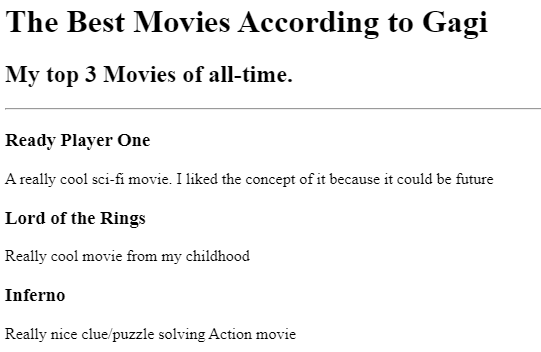 The Best Movies According to Gagi
My top 3 Movies of all-time.
Ready Player One
A really cool sci-fi movie. I liked the concept of it because it could be future
Lord of the Rings
Really cool movie from my childhood
Inferno
Really nice clue/puzzle solving Action movie